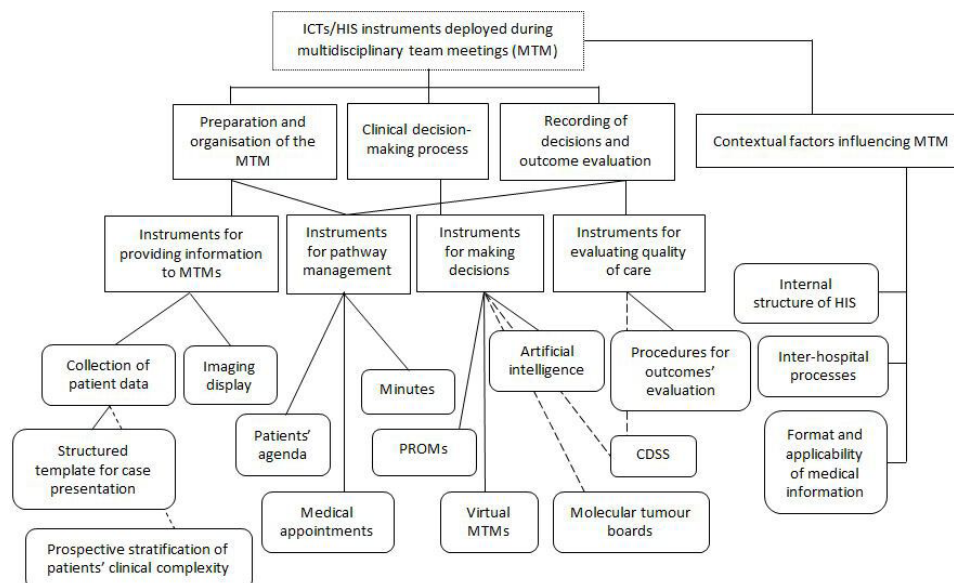 ICTs/HIS instruments deployed during
multidisciplinary team meetings (MTM)
Preparation and
organisation of the
MTM
Clinical decision-
making process
Recording of
decisions and
outcome evaluation
Contextual factors influencing MTM
Instruments for
providing information
to MTMs
Instruments
for pathway
management
Instruments
for making
decisions
Instruments for
evaluating quality
of care
Internal
structure of HIS
Collection of
patient data
Imaging
display
Minutes
Artificial
intelligence
Procedures for
outcomes’
evaluation
Inter-hospital
processes
Structured
template for case
presentation
Patients’
agenda
PROMs
CDSS
Format and
applicability
of medical
information
Prospective stratification of
patients’ clinical complexity
Medical
appointments
Virtual
MTMs
Molecular tumour
boards